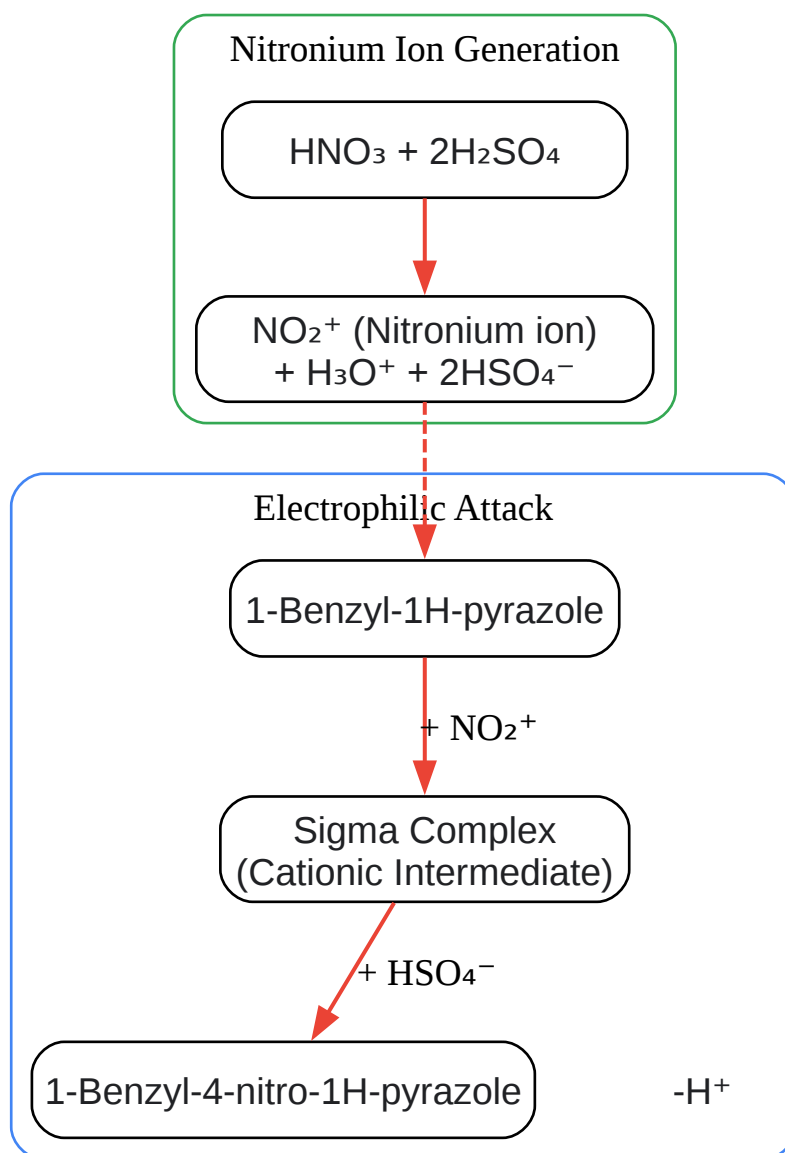 Nitronium Ion Generation
HNO₃ + 2H₂SO₄
NO₂⁺ (Nitronium ion)
+ H₃O⁺ + 2HSO₄⁻
Electrophilic Attack
1-Benzyl-1H-pyrazole
+ NO₂⁺
Sigma Complex
(Cationic Intermediate)
+ HSO₄⁻
1-Benzyl-4-nitro-1H-pyrazole
-H⁺